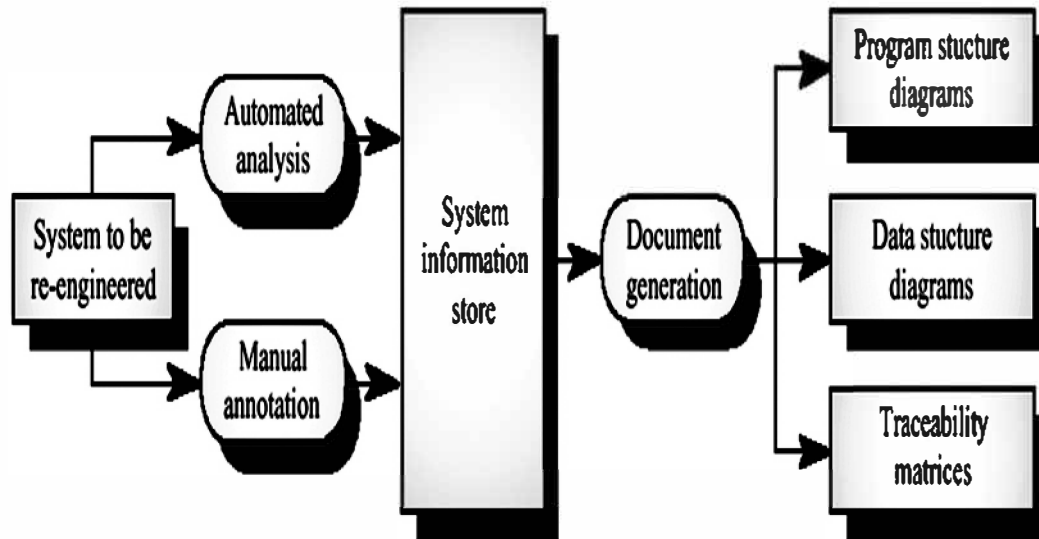 System to be
re-engineered
Automated
analysis
Manual
annotation
System
information
store
Document
generation
Program stucture
diagrams
Data stucture
diagrams
Traceability
matrices